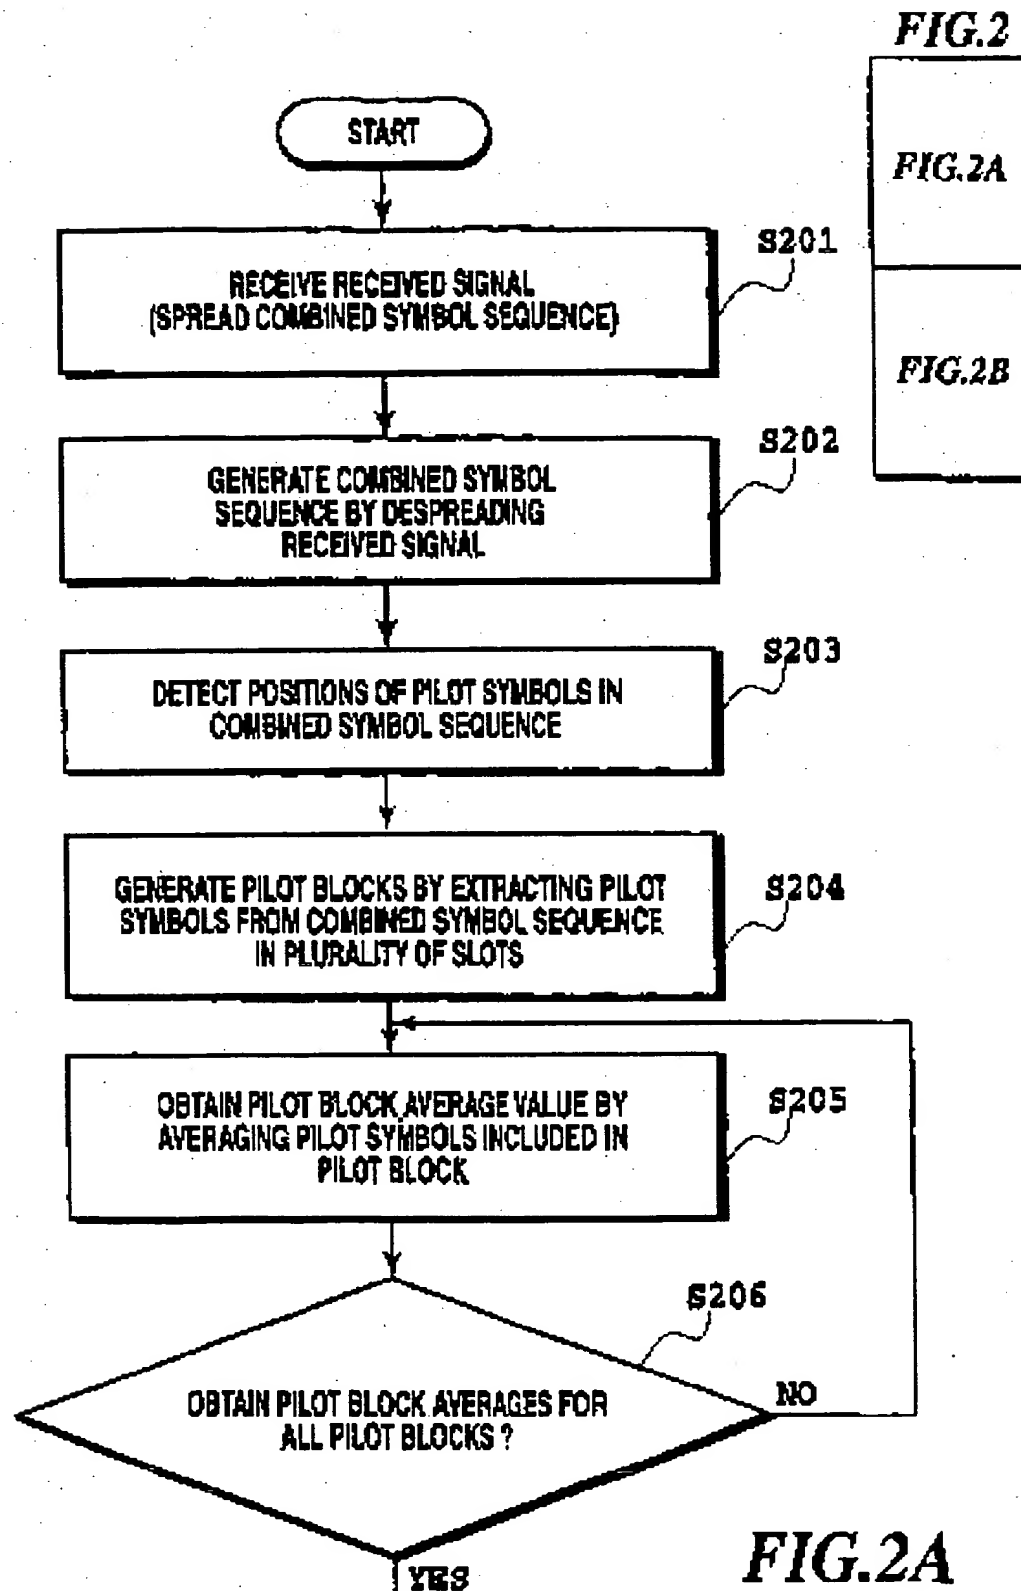 FIG.2
FIG.2A
FIG.2B
START
S201
RECEIVE RECEIVED SIGNAL
(SPREAD COMBINED SYMBOL SEQUENCE)
S202
GENERATE COMBINED SYMBOL
SEQUENCE BY DESPREADING
RECEIVED SIGNAL
S203
DETECT POSITIONS OF PILOT SYMBOLS IN
COMBINED SYMBOL SEQUENCE
S204
GENERATE PILOT BLOCKS BY EXTRACTING PILOT
SYMBOLS FROM COMBINED SYMBOL SEQUENCE
IN PLURALITY OF SLOTS
S205
OBTAIN PILOT BLOCK AVERAGE VALUE BY
AVERAGING PILOT SYMBOLS INCLUDED IN
PILOT BLOCK
S206
OBTAIN PILOT BLOCK AVERAGES FOR
ALL PILOT BLOCKS ?
NO
YES
FIG.2A